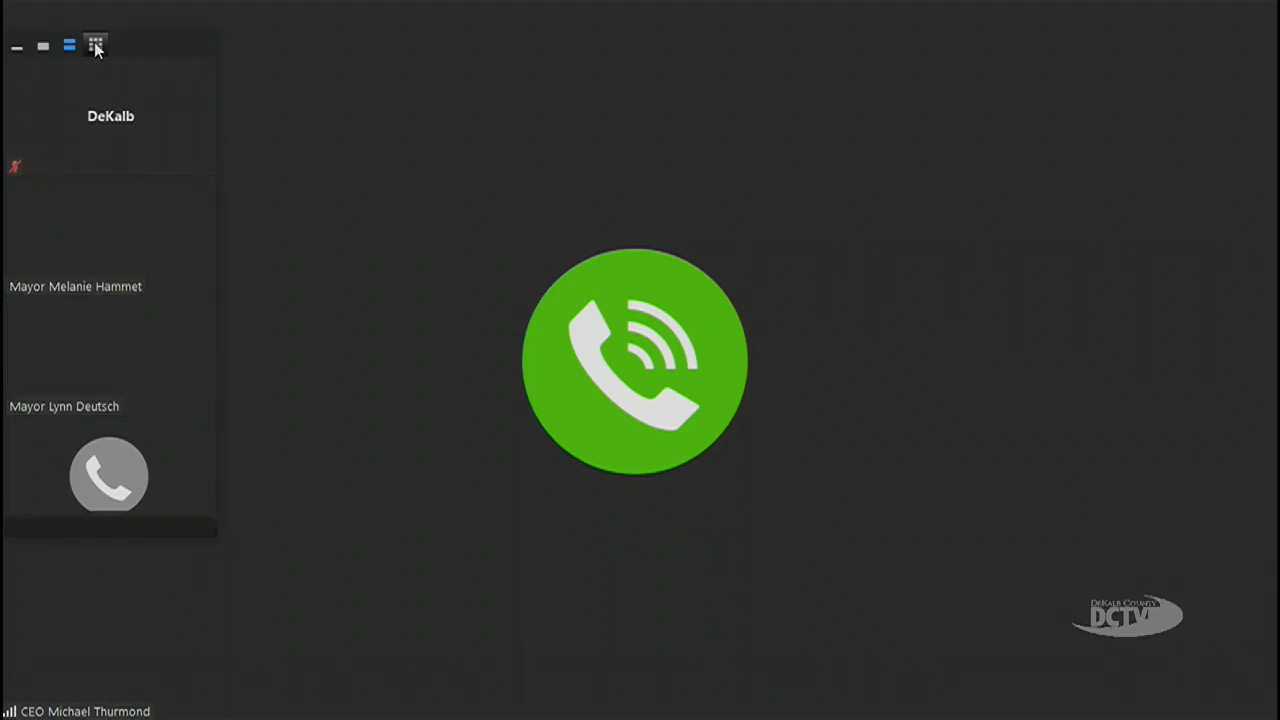 DeKalb
Mayor Melanie Hammet
Mayor Lynn Deutsch
DEKALB COUNTY
DCTV
CEO Michael Thurmond